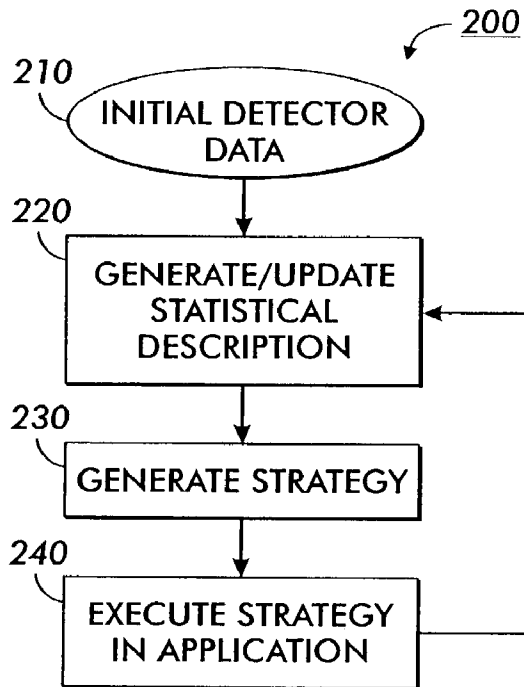 200
210
INITIAL DETECTOR
DATA
220
GENERATE/UPDATE
STATISTICAL
DESCRIPTION
230
GENERATE STRATEGY
240
EXECUTE STRATEGY
IN APPLICATION